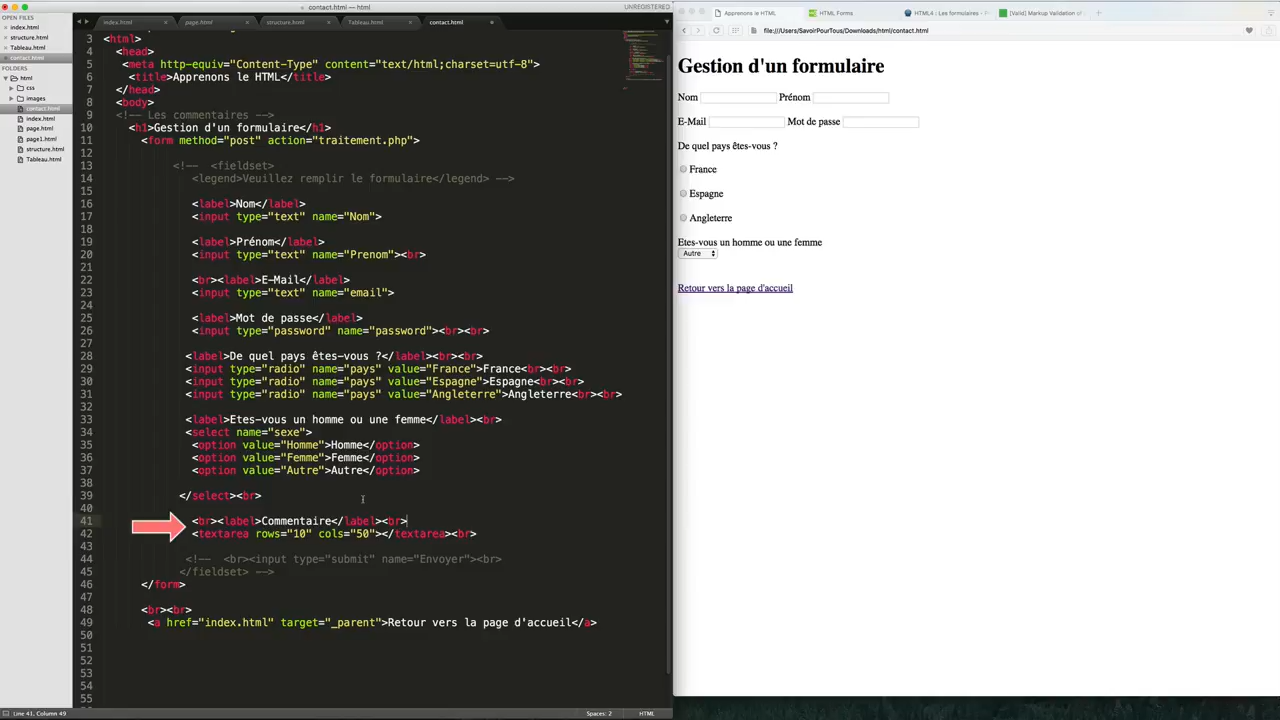 contact.html — html
UNREGISTERED
OPEN FILES
index.html
structure.html
Tableau.html
contact.html
FOLDERS
html
css
images
contact.html
index.html
page.html
page1.html
structure.html
Tableau.html
index.html × page.html × structure.html × Tableau.html × contact.html
3 <html>
4 <head>
5 <meta http-equiv="Content-Type" content="text/html;charset=utf-8">
6 <title>Apprenons le HTML</title>
7 </head>
8 <body>
9 <!-- Les commentaires -->
10 <h1>Gestion d'un formulaire</h1>
11 <form method="post" action="traitement.php">
12
13 <!-- <fieldset>
14 <legend>Veuillez remplir le formulaire</legend> -->
15
16 <label>Nom</label>
17 <input type="text" name="Nom">
18
19 <label>Prénom</label>
20 <input type="text" name="Prenom"><br>
21
22 <br><label>E-Mail</label>
23 <input type="text" name="email">
24
25 <label>Mot de passe</label>
26 <input type="password" name="password"><br><br>
27
28 <label>De quel pays êtes-vous ?</label><br><br>
29 <input type="radio" name="pays" value="France">France<br><br>
30 <input type="radio" name="pays" value="Espagne">Espagne<br><br>
31 <input type="radio" name="pays" value="Angleterre">Angleterre<br><br>
32
33 <label>Etes-vous un homme ou une femme</label><br>
34 <select name="sexe">
35 <option value="Homme">Homme</option>
36 <option value="Femme">Femme</option>
37 <option value="Autre">Autre</option>
38
39 </select><br>
40
41 <br><label>Commentaire</label><br>
42 <textarea rows="10" cols="50"></textarea><br>
43
44 <!-- <br><input type="submit" name="Envoyer"><br>
45 </fieldset> -->
46 </form>
47
48 <br><br>
49 <a href="index.html" target="_parent">Retour vers la page d'accueil</a>
50
51
52
53
54
55
Line 41, Column 49
Spaces: 2
HTML
Apprenons le HTML
HTML Forms
HTML4 | Les formulaires -
[Valid] Markup Validation of
file:///Users/SavoirPourTous/Downloads/html/contact.html
Gestion d'un formulaire
Nom Prénom
E-Mail Mot de passe
De quel pays êtes-vous ?
France
Espagne
Angleterre
Etes-vous un homme ou une femme
Autre
Retour vers la page d'accueil